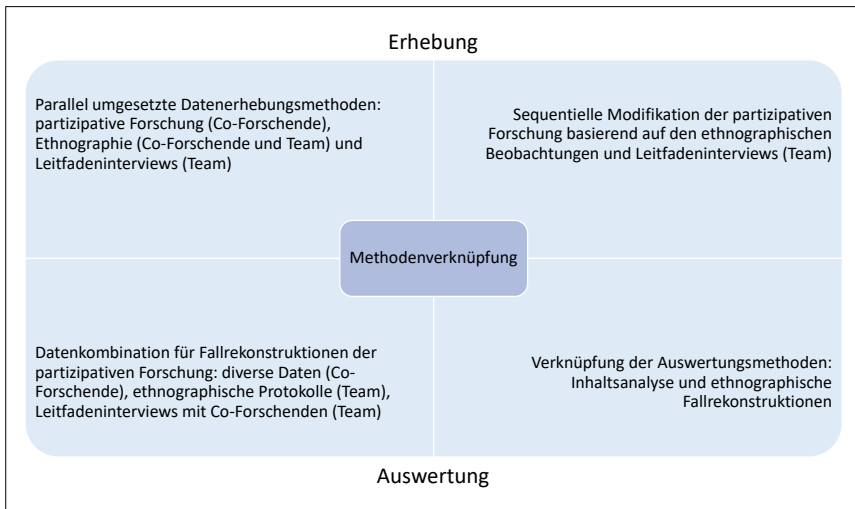 Erhebung
Parallel umgesetzte Datenerhebungsmethoden:
partizipative Forschung (Co-Forschende),
Ethnographie (Co-Forschende und Team) und
Leitfadeninterviews (Team)
Sequentielle Modifikation der partizipativen
Forschung basierend auf den ethnographischen
Beobachtungen und Leitfadeninterviews (Team)
Methodenverknüpfung
Datenkombination für Fallrekonstruktionen der
partizipativen Forschung: diverse Daten (Co-
Forschende), ethnographische Protokolle (Team),
Leitfadeninterviews mit Co-Forschenden (Team)
Verknüpfung der Auswertungsmethoden:
Inhaltsanalyse und ethnographische
Fallrekonstruktionen
Auswertung